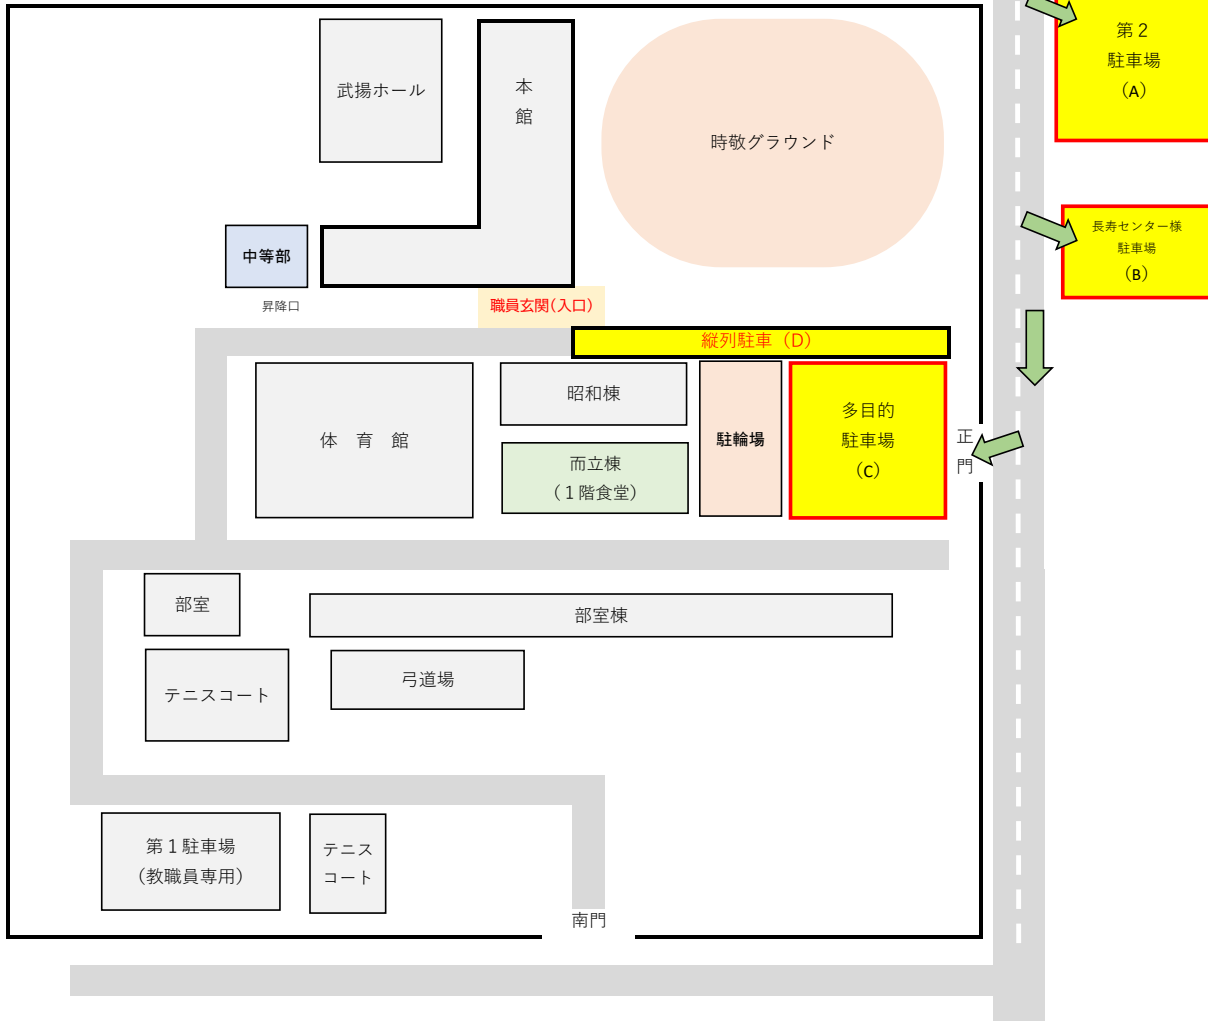 第２
駐車場
（A）
武揚ホール
本
館
時敬グラウンド
長寿センター様
駐車場
（B）
中等部
昇降口
職員玄関(入口)
縦列駐車（D）
体　育　館
昭和棟
而立棟
（１階食堂）
駐輪場
多目的
駐車場
（C）
正
門
部室
部室棟
テニスコート
弓道場
第１駐車場
（教職員専用）
テニス
コート
南門